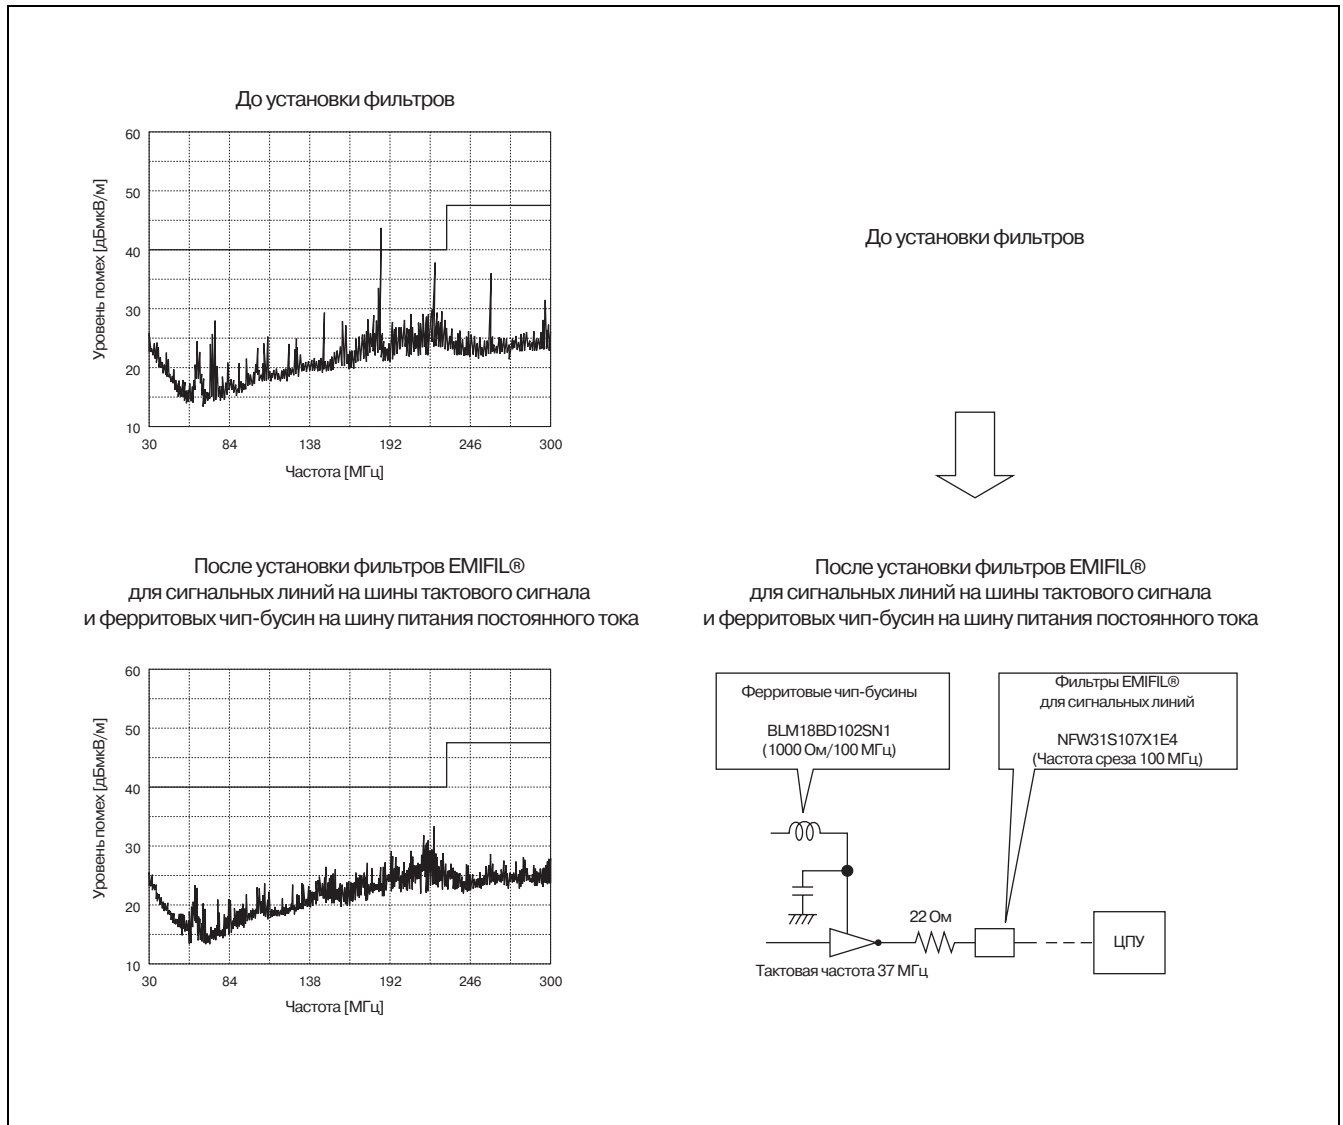 До установки фильтров
60
50
40
30
20
10
Уровень помех [дБмкВ/м]
30 84 138 192 246 300
Частота [МГц]
До установки фильтров
После установки фильтров EMIFIL®
для сигнальных линий на шины тактового сигнала
и ферритовых чип-бусин на шину питания постоянного тока
60
50
40
30
20
10
Уровень помех [дБмкВ/м]
30 84 138 192 246 300
Частота [МГц]
После установки фильтров EMIFIL®
для сигнальных линий на шины тактового сигнала
и ферритовых чип-бусин на шину питания постоянного тока
Ферритовые чип-бусины
BLM18BD102SN1
(1000 Ом/100 МГц)
Фильтры EMIFIL®
для сигнальных линий
NFW31S107X1E4
(Частота среза 100 МГц)
22 Ом
ЦПУ
Тактовая частота 37 МГц